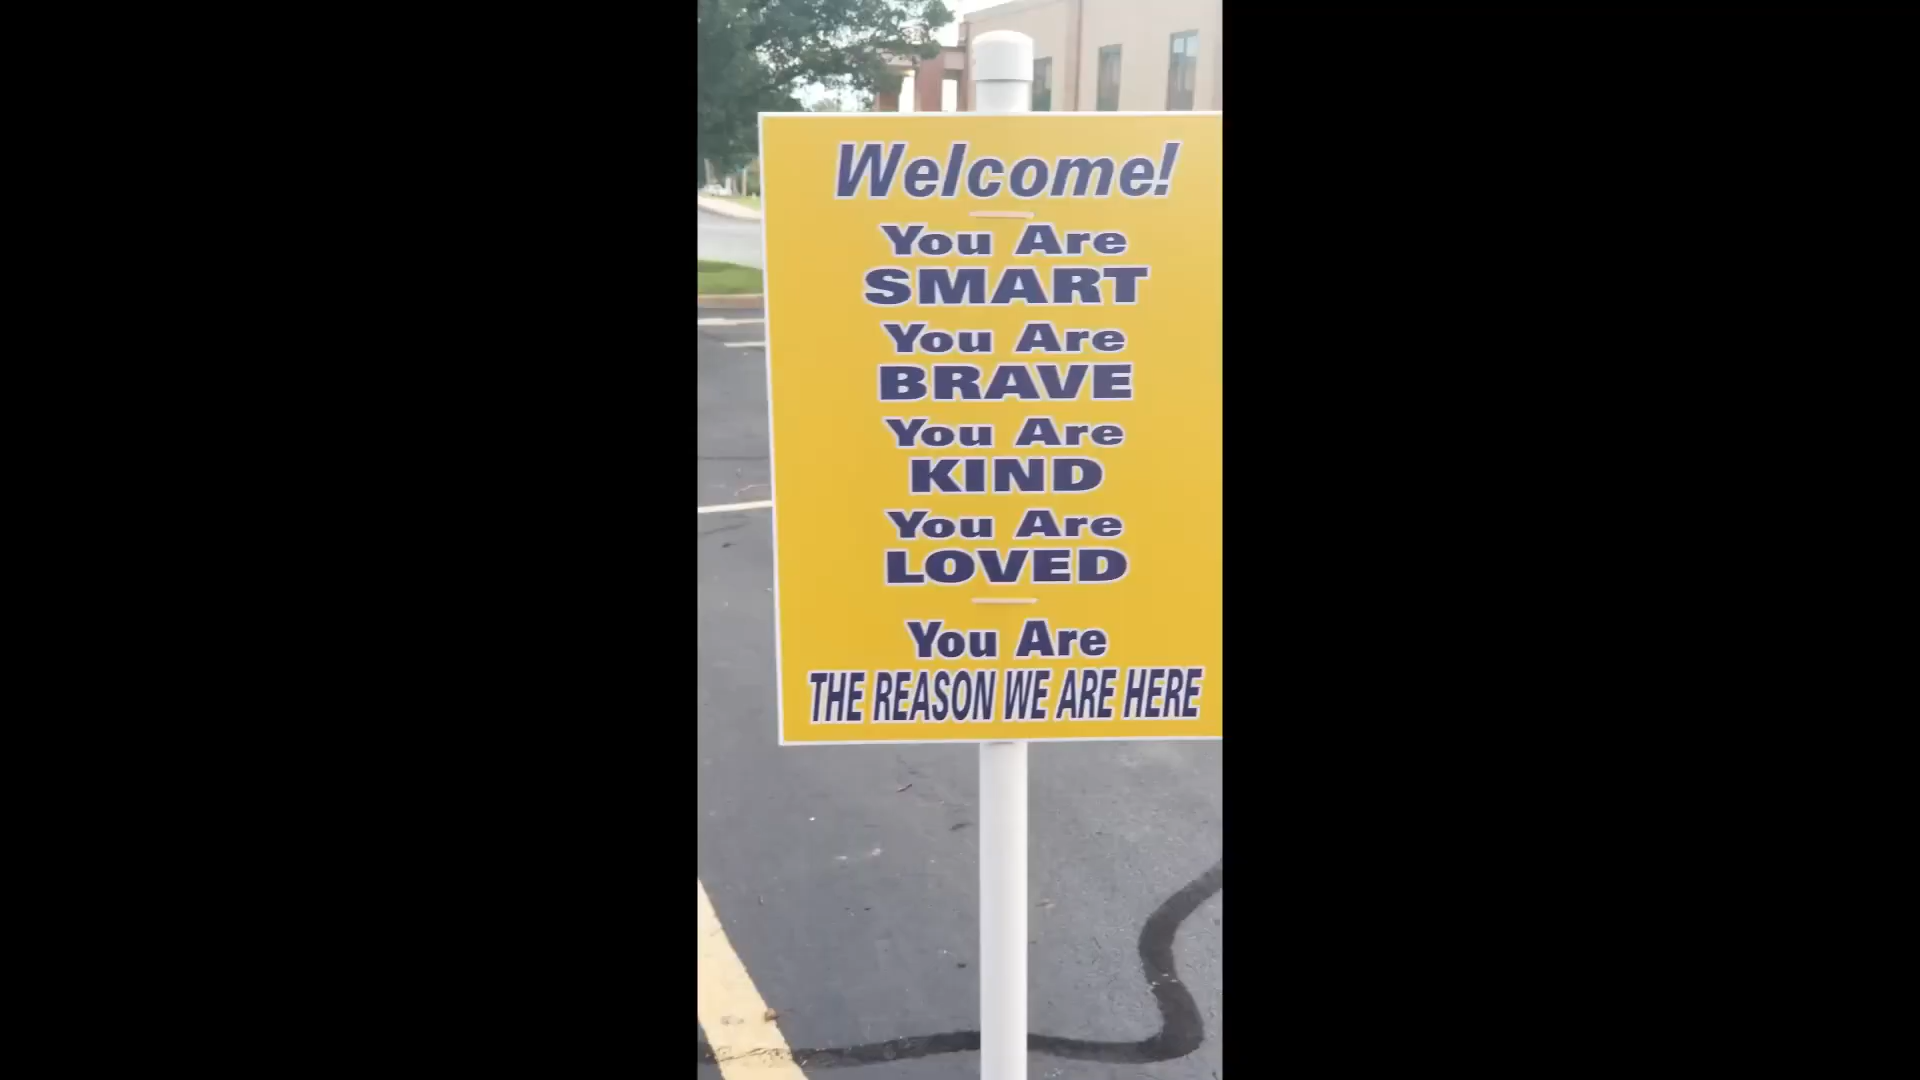 Welcome!
You Are
SMART
You Are
BRAVE
You Are
KIND
You Are
LOVED
You Are
THE REASON WE ARE HERE